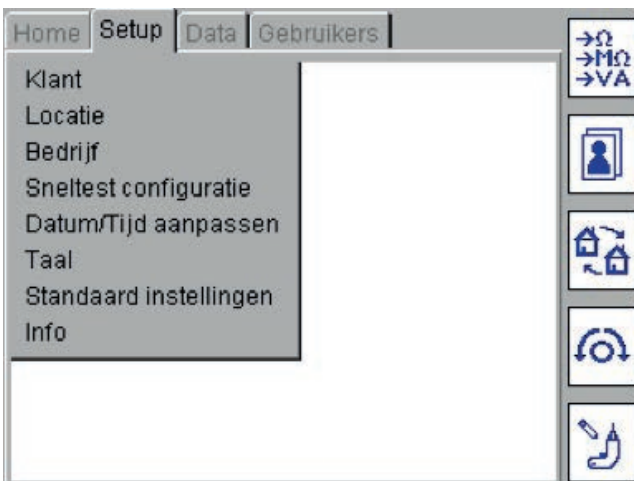 Home Setup Data Gebruikers
Klant
Locatie
Bedrijf
Sneltest configuratie
Datum/Tijd aanpassen
Taal
Standaard instellingen
Info
→Ω
→MΩ
→VA